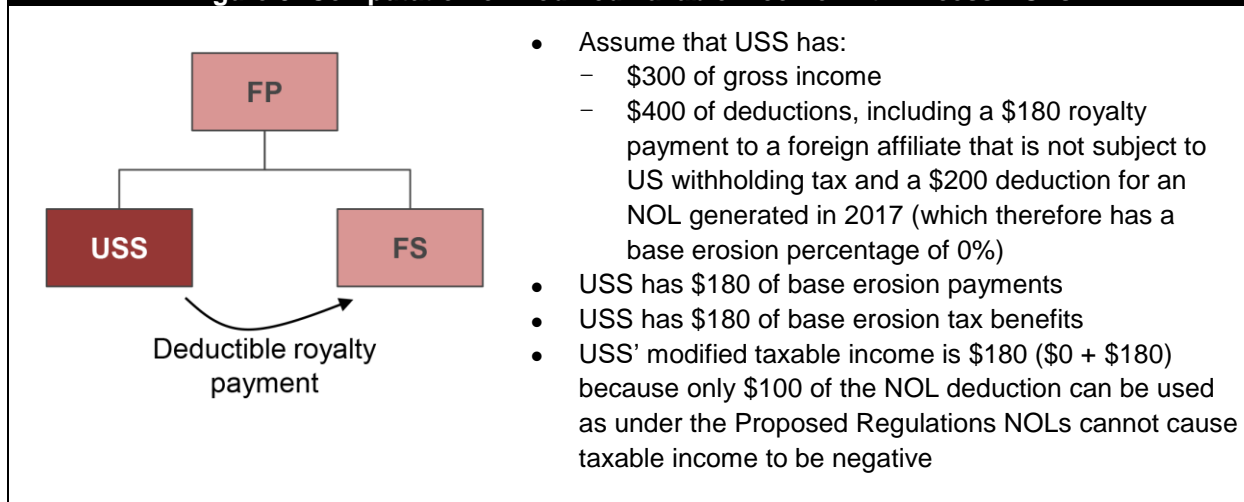 FP
USS
FS
Deductible royalty
payment
● Assume that USS has:
− $300 of gross income
− $400 of deductions, including a $180 royalty
payment to a foreign affiliate that is not subject to
US withholding tax and a $200 deduction for an
NOL generated in 2017 (which therefore has a
base erosion percentage of 0%)
● USS has $180 of base erosion payments
● USS has $180 of base erosion tax benefits
● USS’ modified taxable income is $180 ($0 + $180)
because only $100 of the NOL deduction can be used
as under the Proposed Regulations NOLs cannot cause
taxable income to be negative